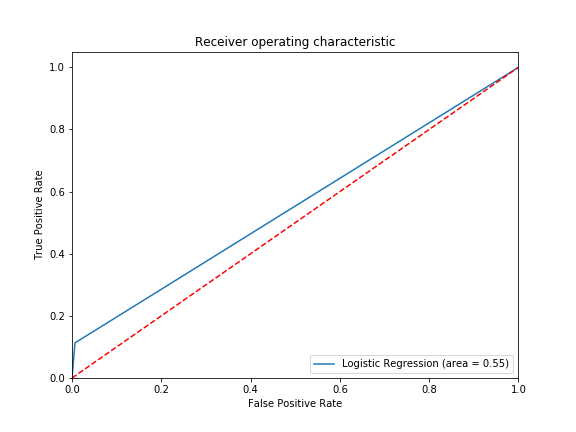 Receiver operating characteristic
1.0
0.8
0.6
0.4
0.2
0.0
True Positive Rate
0.0 0.2 0.4 0.6 0.8 1.0
False Positive Rate
Logistic Regression (area = 0.55)